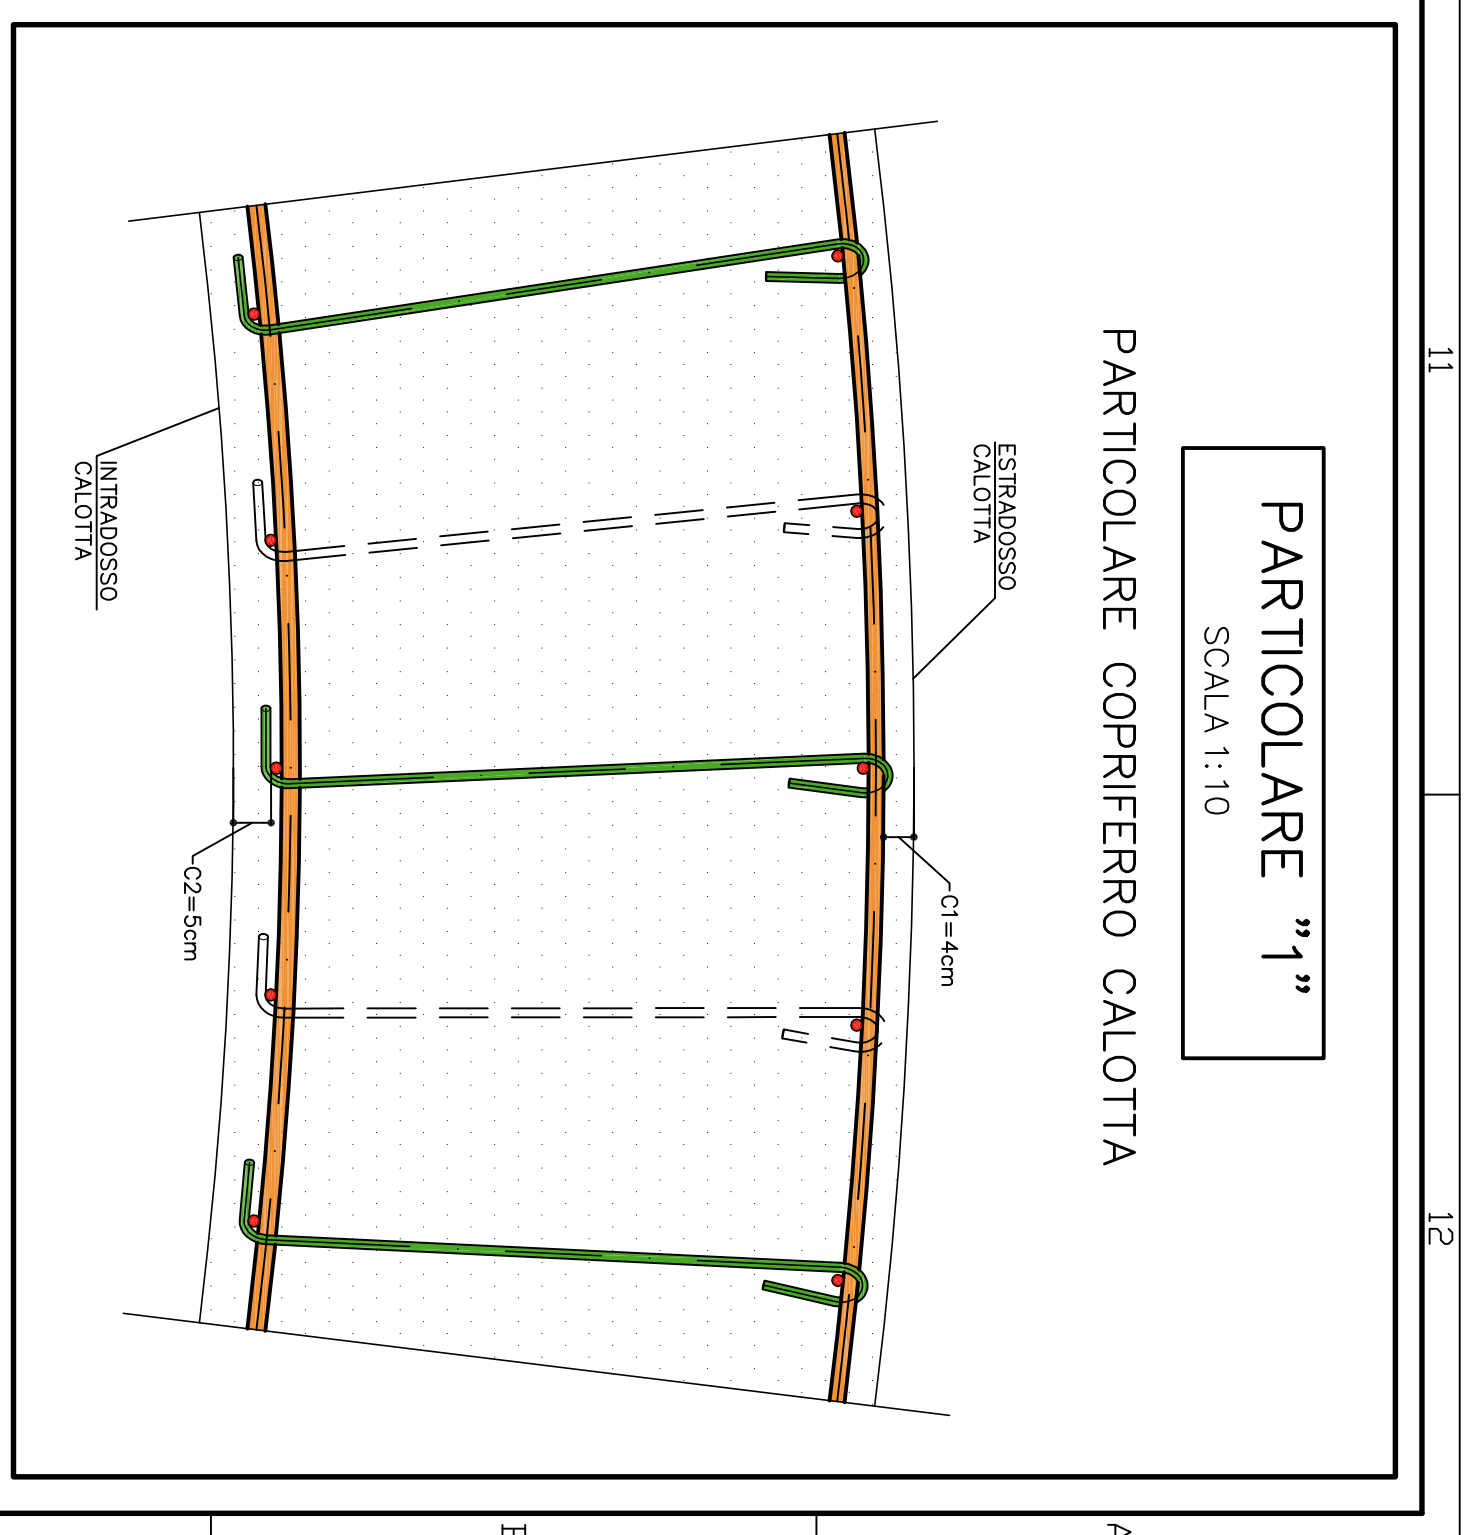 11
12
PARTICOLARE "1"
SCALA 1:10
PARTICOLARE COPRIFERRO CALOTTA
ESTRADOSSO
CALOTTA
C1=4cm
C2=5cm
INTRADOSSO
CALOTTA
A